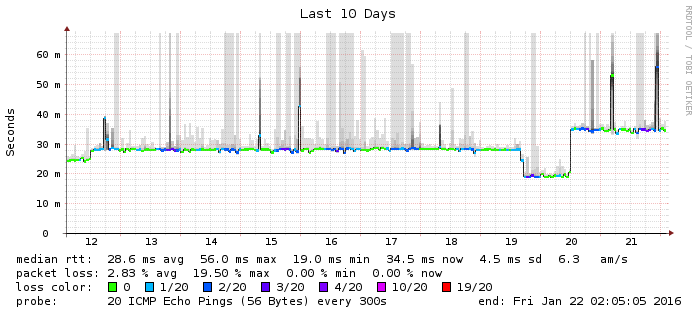 Last 10 Days
RRDTOOL / TOBI OETIKER
Seconds
60 m
50 m
40 m
30 m
20 m
10 m
0
12 13 14 15 16 17 18 19 20 21
median rtt: 28.6 ms avg 56.0 ms max 19.0 ms min 34.5 ms now 4.5 ms sd 6.3 am/s
packet loss: 2.83 % avg 19.50 % max 0.00 % min 0.00 % now
loss color: 0 1/20 2/20 3/20 4/20 10/20 19/20
probe: 20 ICMP Echo Pings (56 Bytes) every 300s end: Fri Jan 22 02:05:05 2016